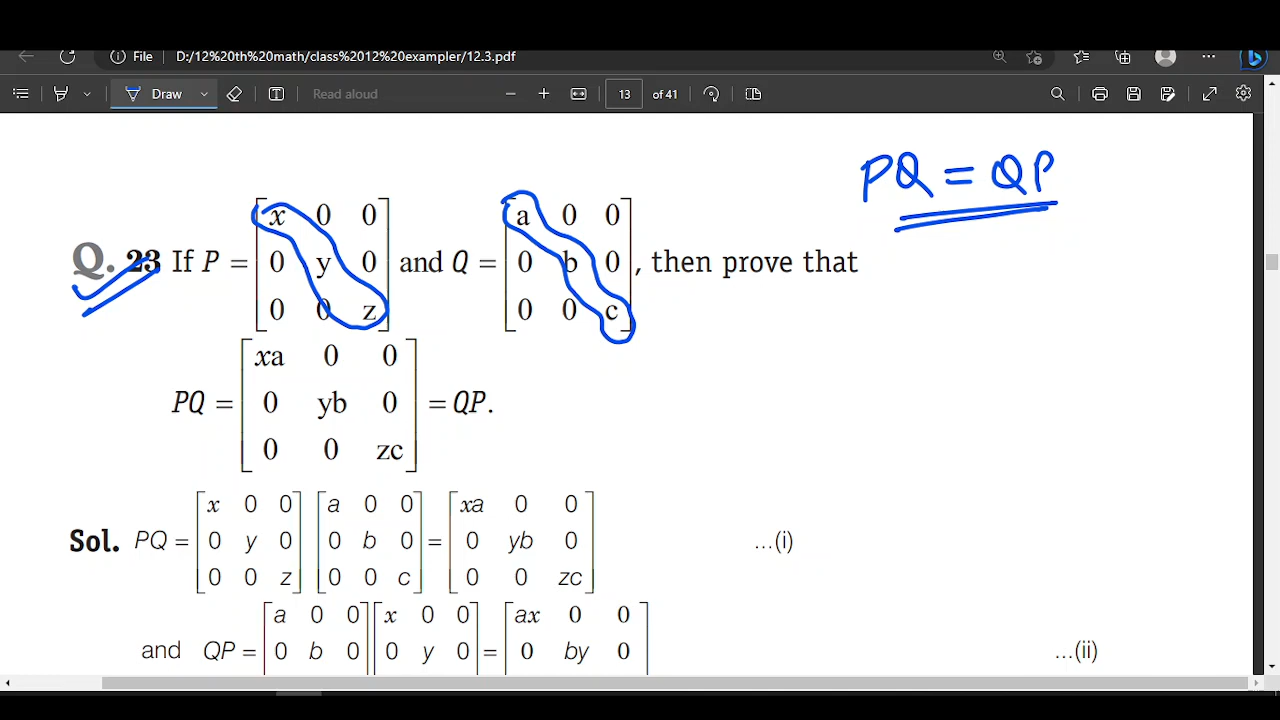 File D:/12%20th%20math/class%2012%20exampler/12.3.pdf
Draw Read aloud 13 of 41
PQ = QP
Q. 23 If P = [x 0 0
0 y 0
0 0 z] and Q = [a 0 0
0 b 0
0 0 c], then prove that
PQ = [xa 0 0
0 yb 0
0 0 zc] = QP.
Sol. PQ = [x 0 0
0 y 0
0 0 z] [a 0 0
0 b 0
0 0 c] = [xa 0 0
0 yb 0
0 0 zc] ...(i)
and QP = [a 0 0
0 b 0 [x 0 0
0 y 0 = [ax 0 0
0 by 0 ...(ii)